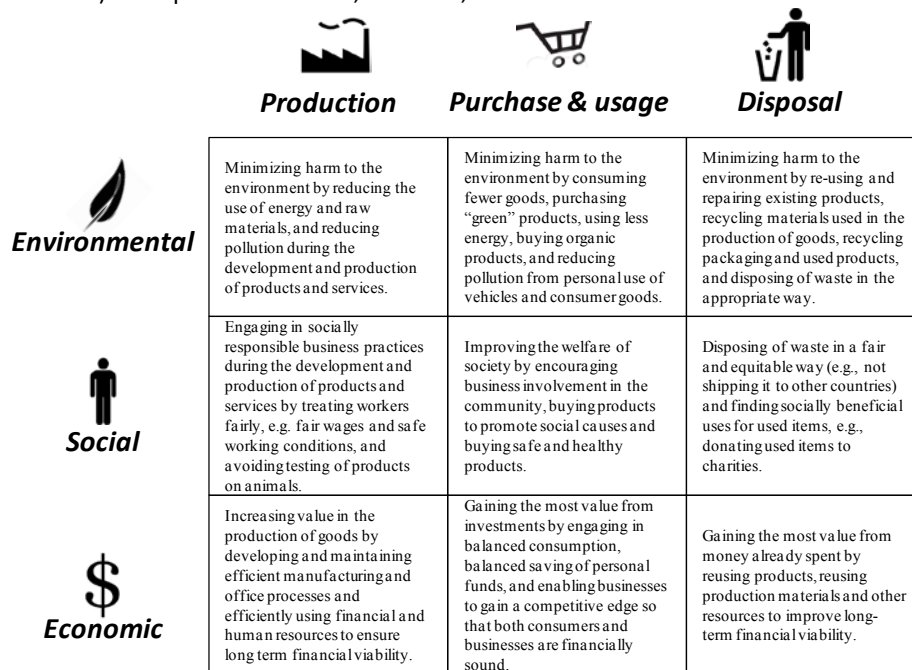 Production
Purchase & usage
Disposal
Environmental
Minimizing harm to the
environment by reducing the
use of energy and raw
materials, and reducing
pollution during the
development and production
of products and services.
Minimizing harm to the
environment by consuming
fewer goods, purchasing
“green” products, using less
energy, buying organic
products, and reducing
pollution from personal use of
vehicles and consumer goods.
Minimizing harm to the
environment by re-using and
repairing existing products,
recycling materials used in the
production of goods, recycling
packaging and used products,
and disposing of waste in the
appropriate way.
Social
Engaging in socially
responsible business practices
during the development and
production of products and
services by treating workers
fairly, e.g. fair wages and safe
working conditions, and
avoiding testing of products
on animals.
Improving the welfare of
society by encouraging
business involvement in the
community, buying products
to promote social causes and
buying safe and healthy
products.
Disposing of waste in a fair
and equitable way (e.g., not
shipping it to other countries)
and finding socially beneficial
uses for used items, e.g.,
donating used items to
charities.
$
Economic
Increasing value in the
production of goods by
developing and maintaining
efficient manufacturing and
office processes and
efficiently using financial and
human resources to ensure
long term financial viability.
Gaining the most value from
investments by engaging in
balanced consumption,
balanced saving of personal
funds, and enabling businesses
to gain a competitive edge so
that both consumers and
businesses are financially
sound.
Gaining the most value from
money already spent by
reusing products, reusing
production materials and other
resources to improve long-
term financial viability.